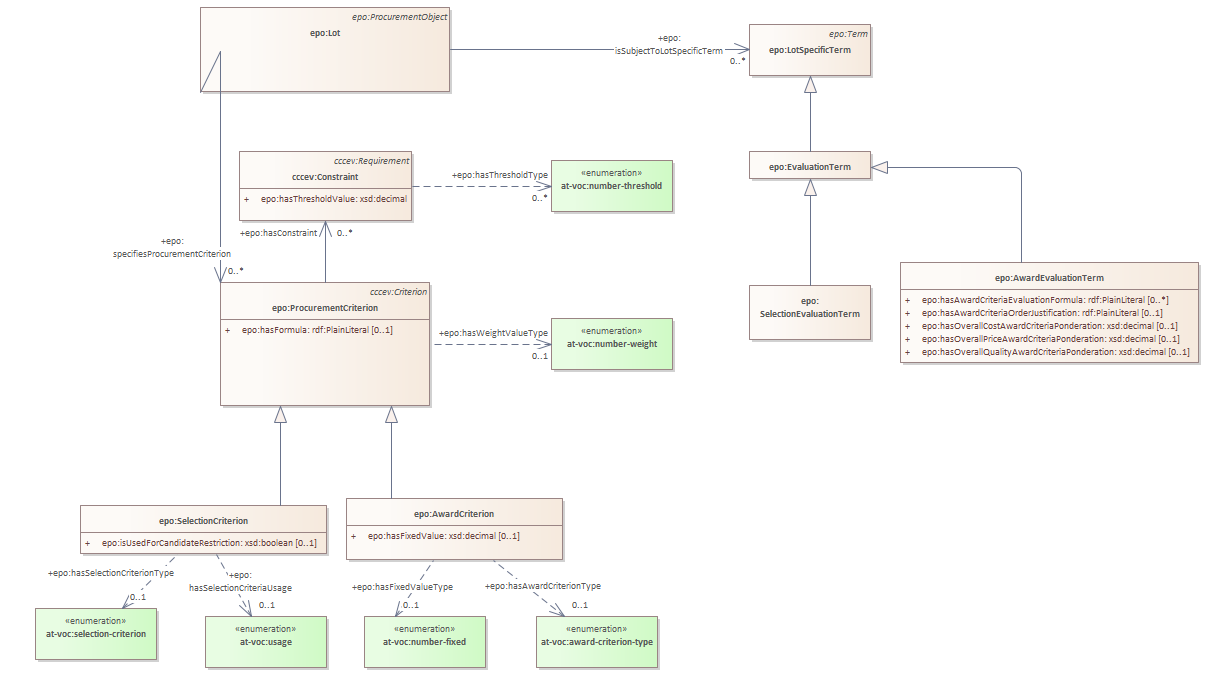 epo:ProcurementObject
epo:Lot
+epo:
isSubjectToLotSpecificTerm
0..*
epo:Term
epo:LotSpecificTerm
cccev:Requirement
cccev:Constraint
+ epo:hasThresholdValue: xsd:decimal
+epo:hasThresholdType
0..*
«enumeration»
at-voc:number-threshold
epo:EvaluationTerm
+epo:hasConstraint
0..*
+epo:
specifiesProcurementCriterion
0..*
cccev:Criterion
epo:ProcurementCriterion
+ epo:hasFormula: rdf:PlainLiteral [0..1]
+epo:hasWeightValueType
0..1
«enumeration»
at-voc:number-weight
epo:
SelectionEvaluationTerm
epo:AwardEvaluationTerm
+ epo:hasAwardCriteriaEvaluationFormula: rdf:PlainLiteral [0..*]
+ epo:hasAwardCriteriaOrderJustification: rdf:PlainLiteral [0..1]
+ epo:hasOverallCostAwardCriteriaPonderation: xsd:decimal [0..1]
+ epo:hasOverallPriceAwardCriteriaPonderation: xsd:decimal [0..1]
+ epo:hasOverallQualityAwardCriteriaPonderation: xsd:decimal [0..1]
epo:SelectionCriterion
+ epo:isUsedForCandidateRestriction: xsd:boolean [0..1]
epo:AwardCriterion
+ epo:hasFixedValue: xsd:decimal [0..1]
+epo:hasSelectionCriterionType
0..1
+epo:
hasSelectionCriteriaUsage
0..1
+epo:hasFixedValueType
0..1
+epo:hasAwardCriterionType
0..1
«enumeration»
at-voc:selection-criterion
«enumeration»
at-voc:usage
«enumeration»
at-voc:number-fixed
«enumeration»
at-voc:award-criterion-type